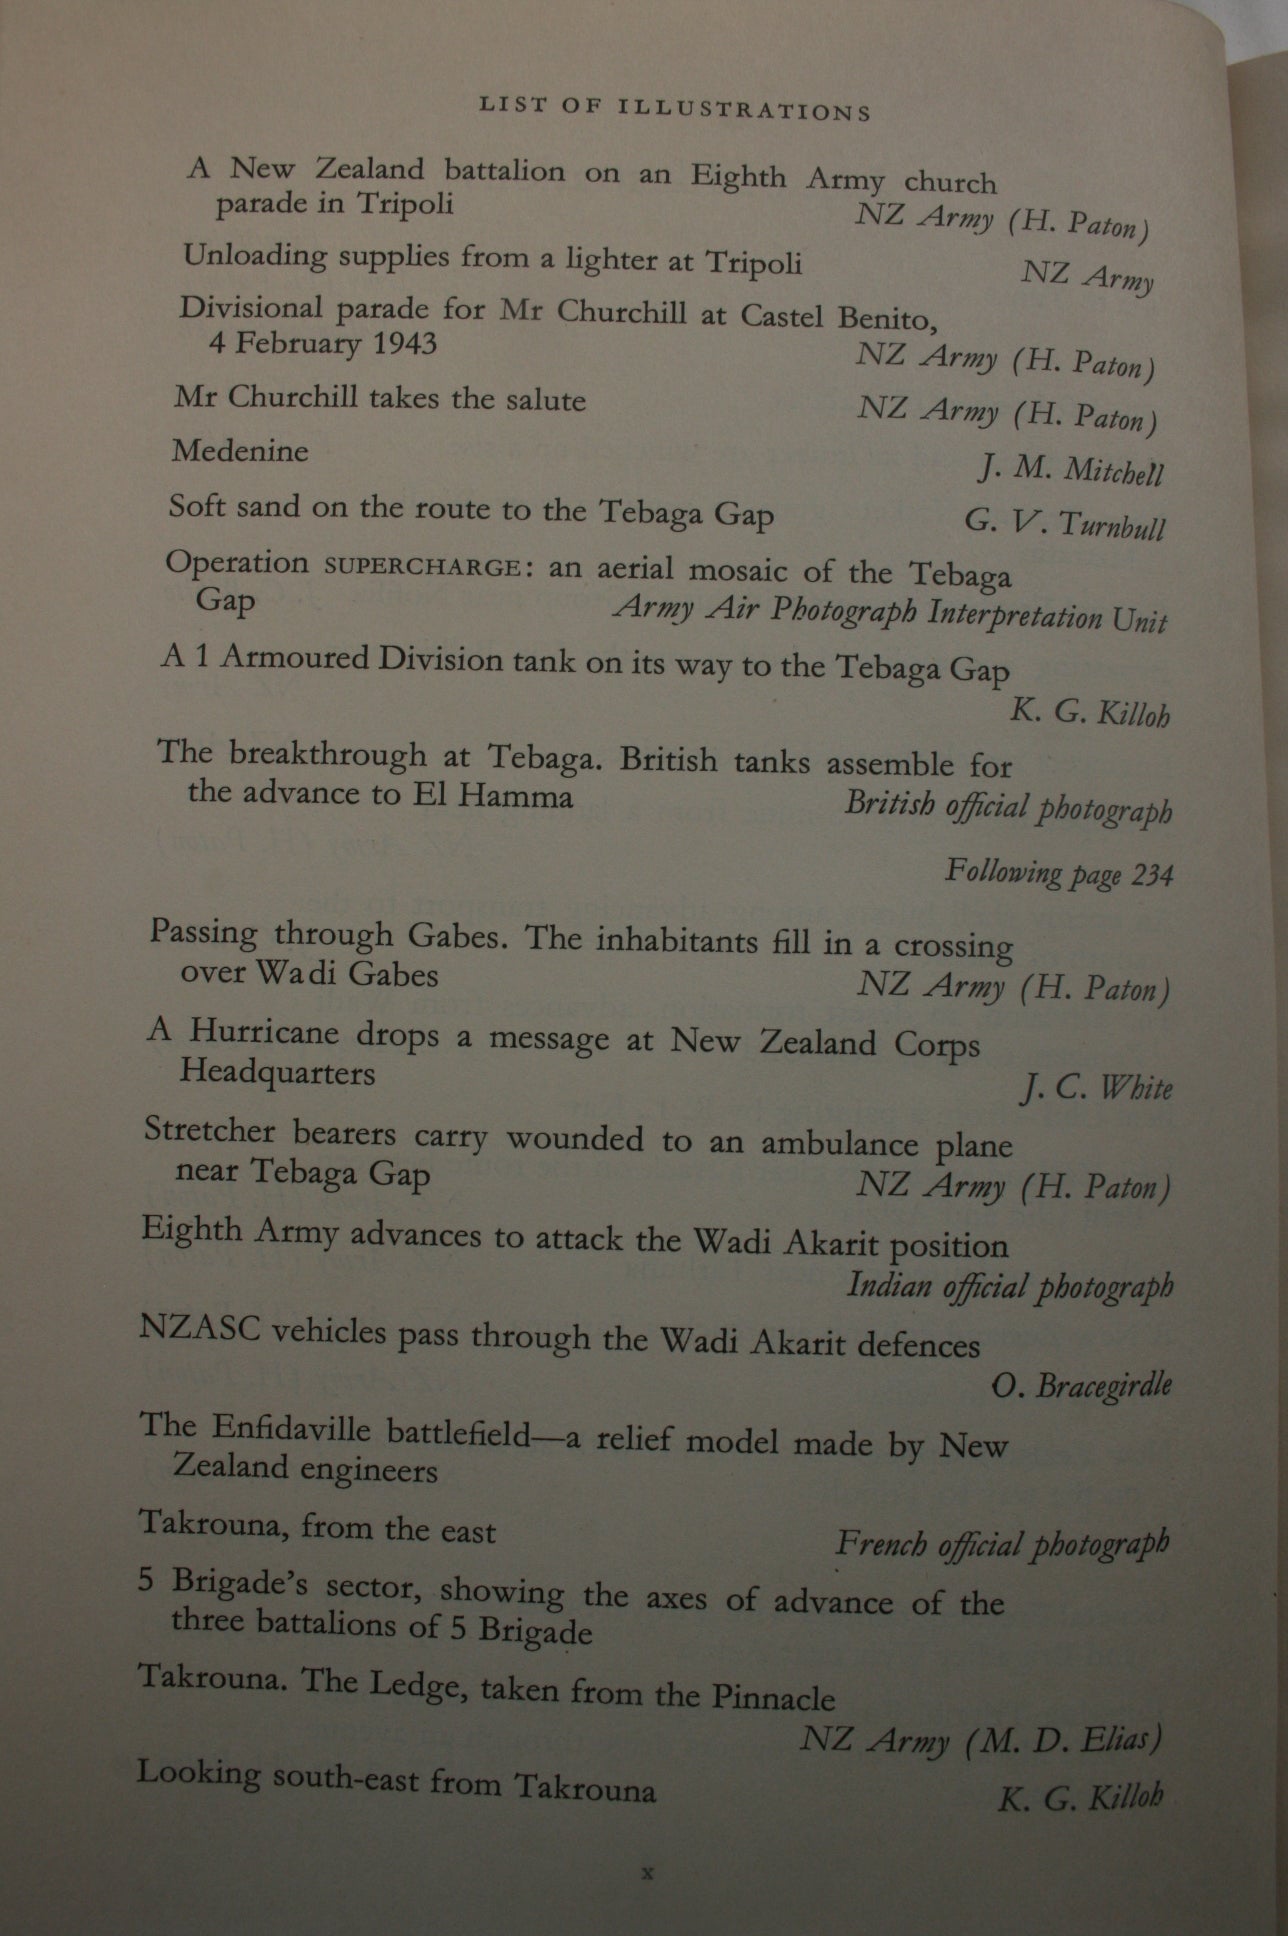 LIST OF ILLUSTRATIONS
A New Zealand battalion on an Eighth Army church
parade in Tripoli NZ Army (H. Paton)
Unloading supplies from a lighter at Tripoli NZ Army
Divisional parade for Mr Churchill at Castel Benito,
4 February 1943 NZ Army (H. Paton)
Mr Churchill takes the salute NZ Army (H. Paton)
Medenine J. M. Mitchell
Soft sand on the route to the Tebaga Gap G. V. Turnbull
Operation SUPERCHARGE: an aerial mosaic of the Tebaga
Gap Army Air Photograph Interpretation Unit
A 1 Armoured Division tank on its way to the Tebaga Gap
K. G. Killoh
The breakthrough at Tebaga. British tanks assemble for
the advance to El Hamma British official photograph
Following page 234
Passing through Gabes. The inhabitants fill in a crossing
over Wadi Gabes NZ Army (H. Paton)
A Hurricane drops a message at New Zealand Corps
Headquarters J. C. White
Stretcher bearers carry wounded to an ambulance plane
near Tebaga Gap NZ Army (H. Paton)
Eighth Army advances to attack the Wadi Akarit position
Indian official photograph
NZASC vehicles pass through the Wadi Akarit defences
O. Bracegirdle
The Enfidaville battlefield—a relief model made by New
Zealand engineers
Takrouna, from the east French official photograph
5 Brigade's sector, showing the axes of advance of the
three battalions of 5 Brigade
Takrouna. The Ledge, taken from the Pinnacle
NZ Army (M. D. Elias)
Looking south-east from Takrouna K. G. Killoh
x